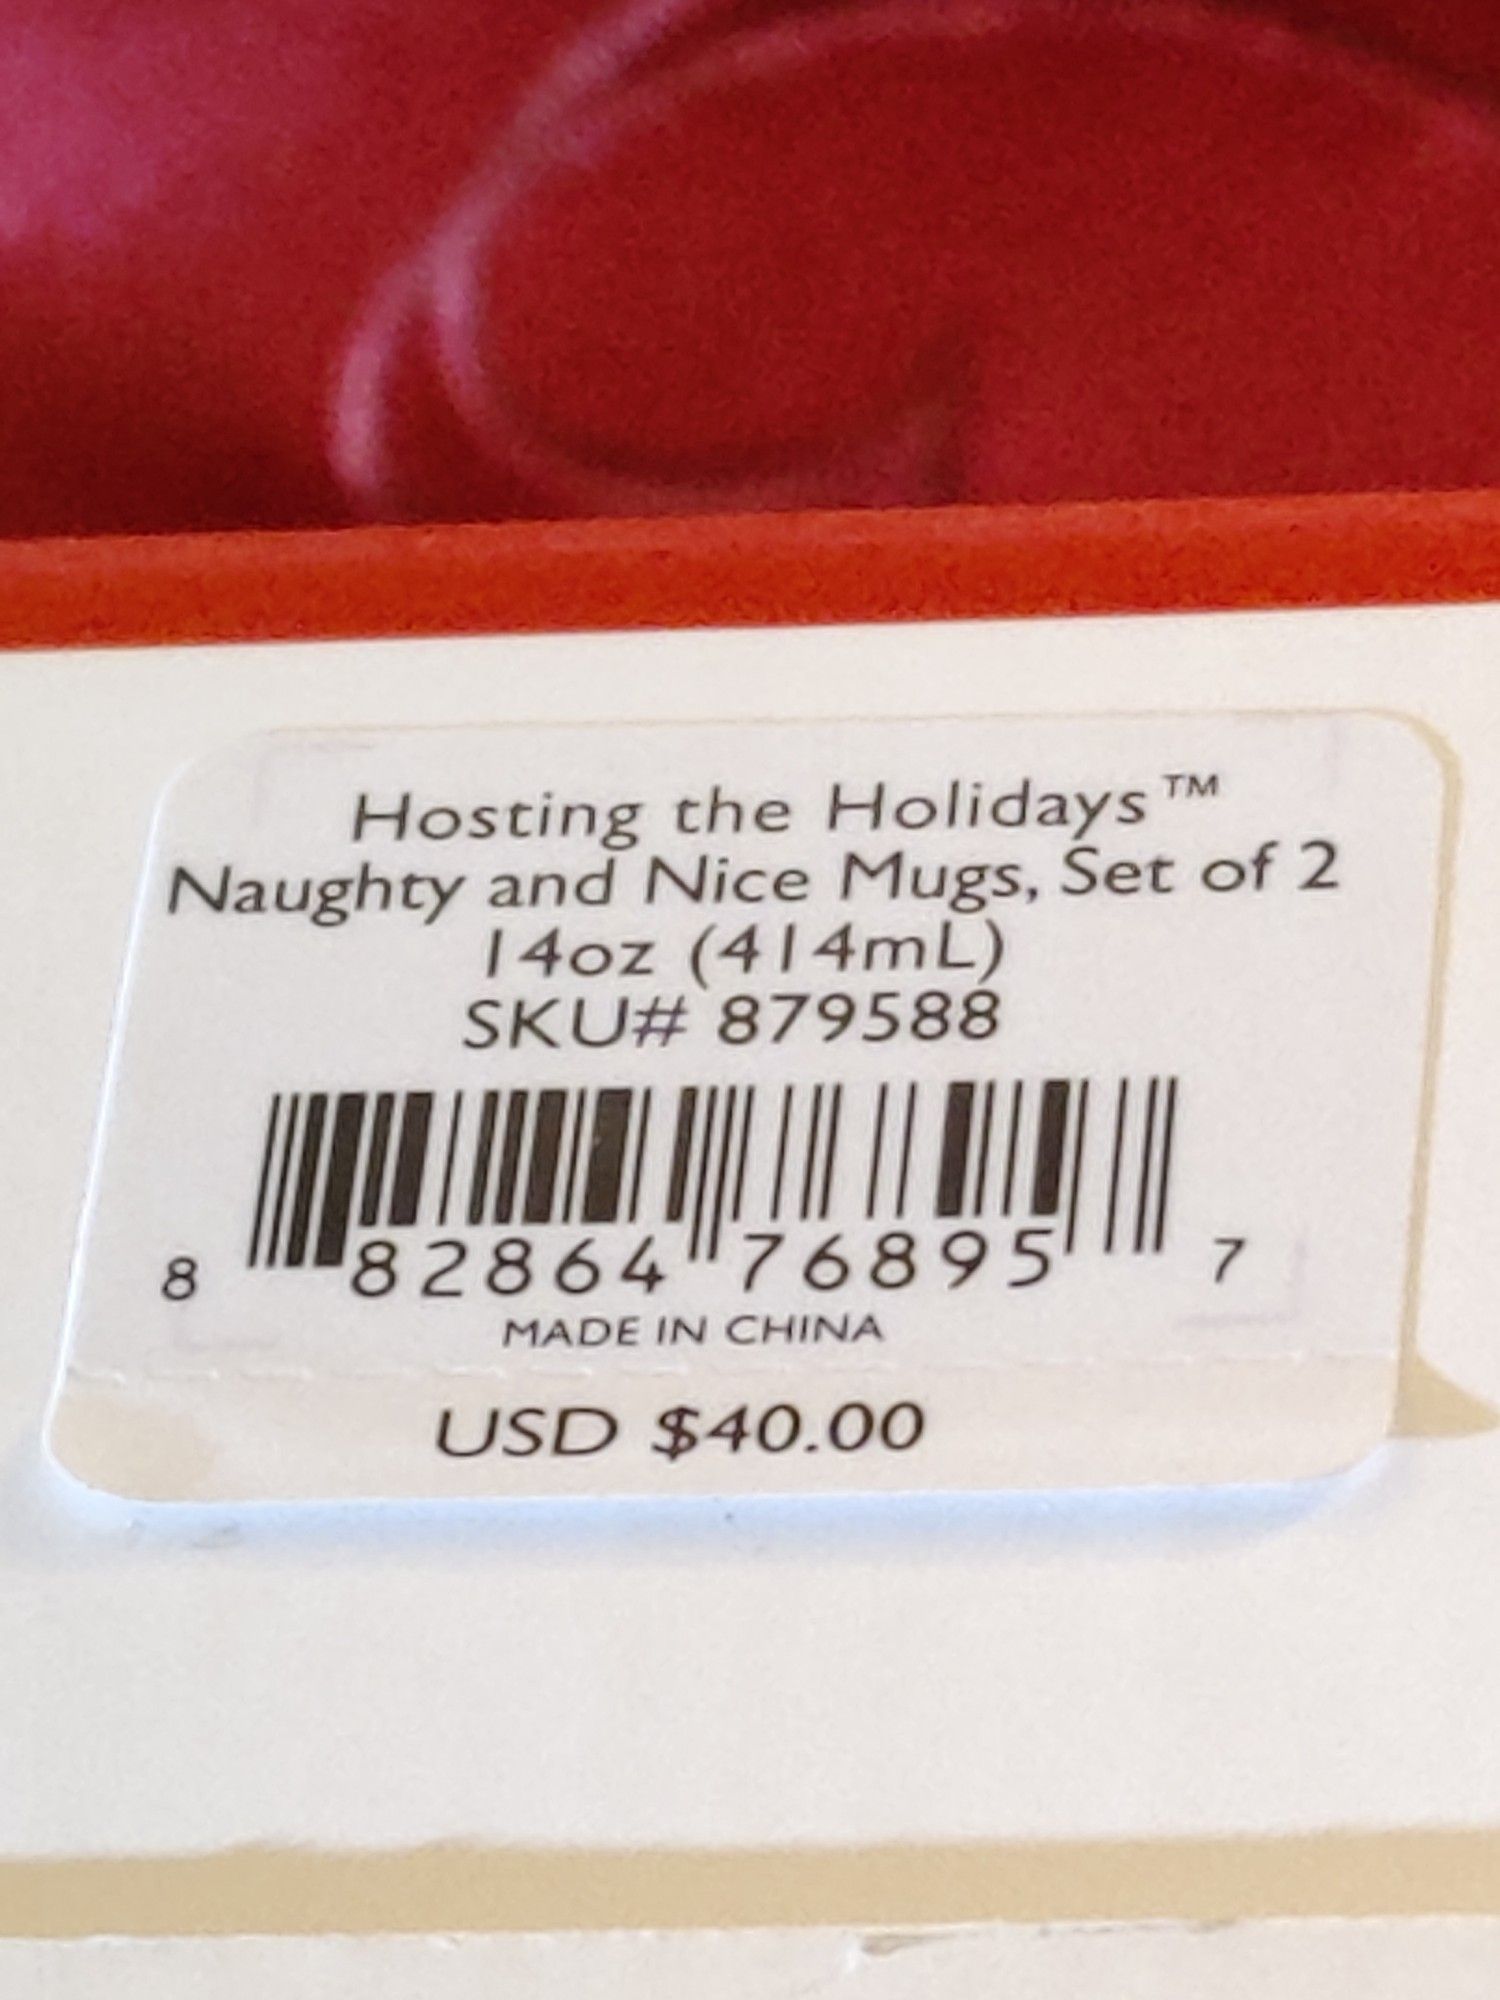 Hosting the Holidays™
Naughty and Nice Mugs, Set of 2
14oz (414mL)
SKU# 879588
8 82864 76895 7
MADE IN CHINA
USD $40.00